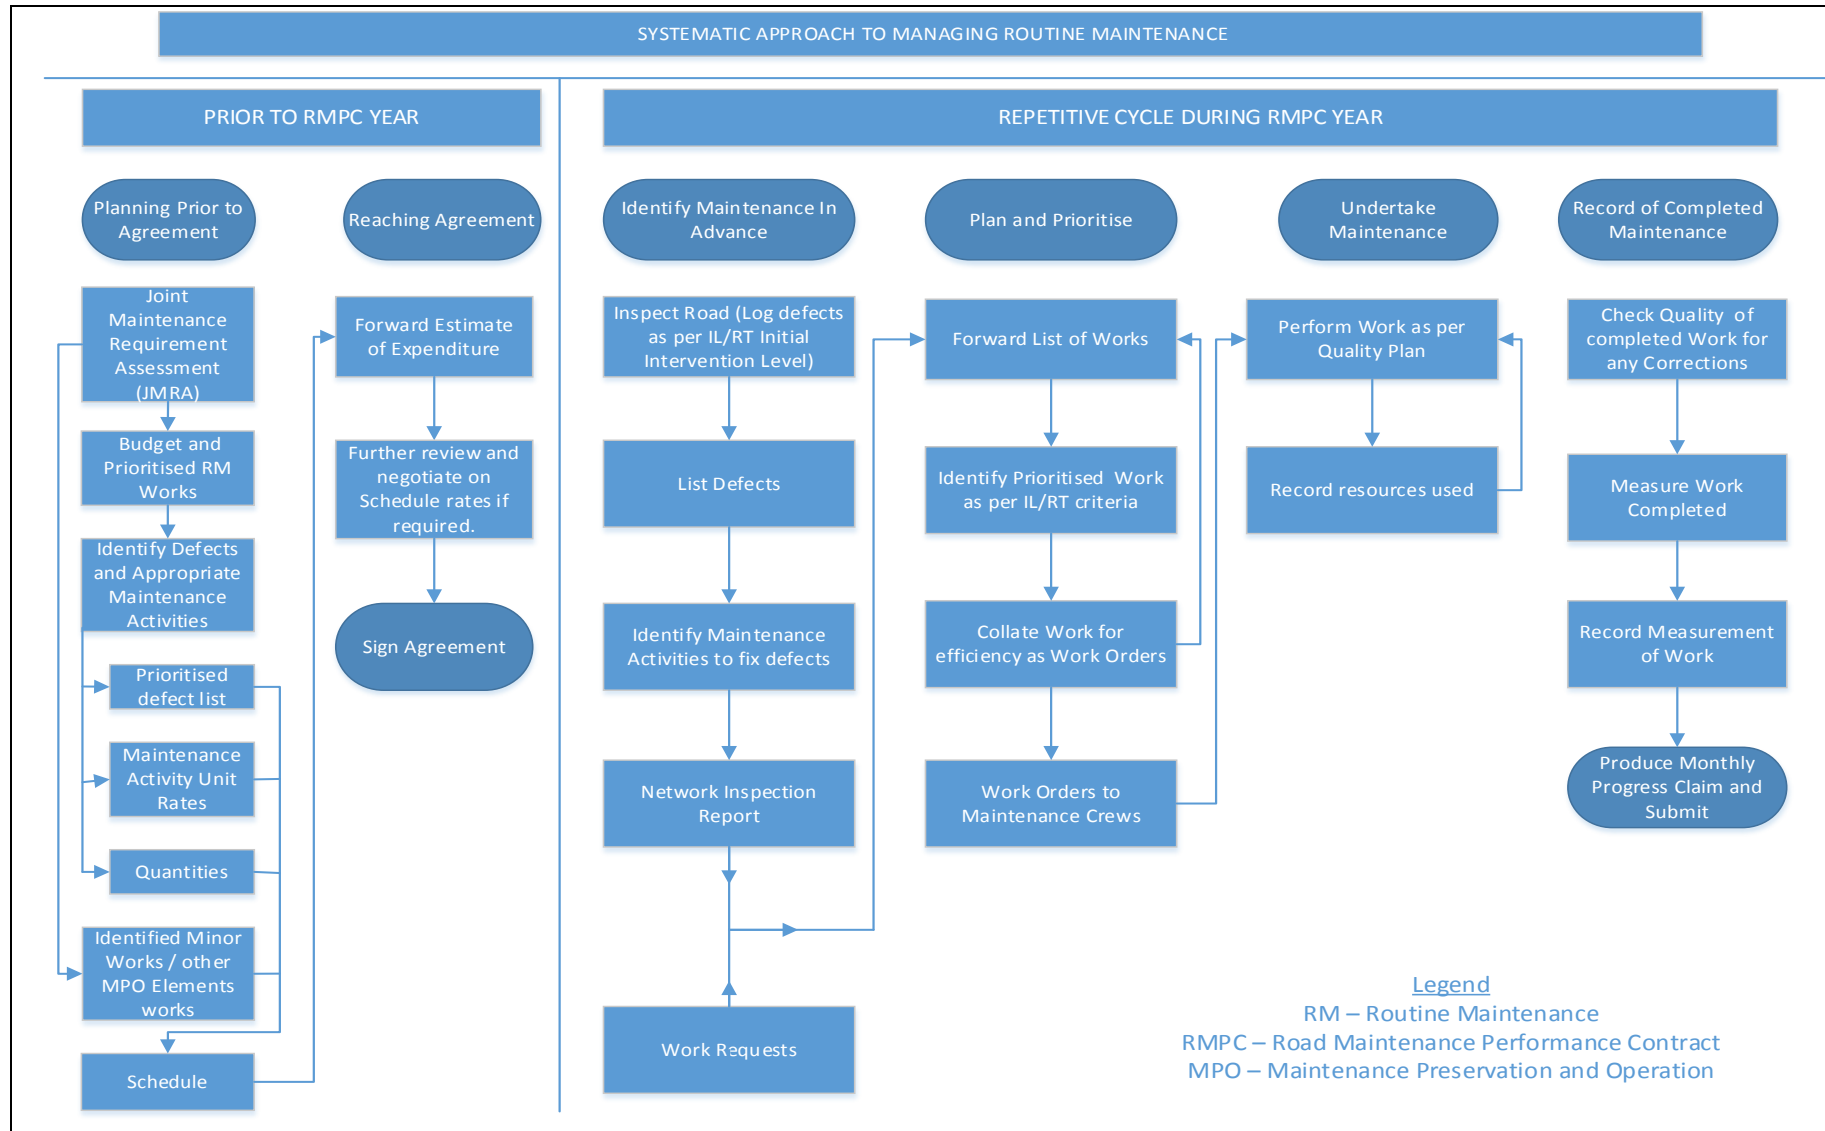 SYSTEMATIC APPROACH TO MANAGING ROUTINE MAINTENANCE
PRIOR TO RMPC YEAR
REPETITIVE CYCLE DURING RMPC YEAR
Planning Prior to
Agreement
Reaching Agreement
Identify Maintenance In
Advance
Plan and Prioritise
Undertake
Maintenance
Record of Completed
Maintenance
Joint
Maintenance
Requirement
Assessment
(JMRA)
Budget and
Prioritised RM
Works
Identify Defects
and Appropriate
Maintenance
Activities
Prioritised
defect list
Maintenance
Activity Unit
Rates
Quantities
Identified Minor
Works / other
MPO Elements
works
Schedule
Forward Estimate
of Expenditure
Further review and
negotiate on
Schedule rates if
required.
Sign Agreement
Inspect Road (Log defects
as per IL/RT Initial
Intervention Level)
List Defects
Identify Maintenance
Activities to fix defects
Network Inspection
Report
Work Requests
Forward List of Works
Identify Prioritised Work
as per IL/RT criteria
Collate Work for
efficiency as Work Orders
Work Orders to
Maintenance Crews
Perform Work as per
Quality Plan
Record resources used
Check Quality of
completed Work for
any Corrections
Measure Work
Completed
Record Measurement
of Work
Produce Monthly
Progress Claim and
Submit
Legend
RM – Routine Maintenance
RMPC – Road Maintenance Performance Contract
MPO – Maintenance Preservation and Operation